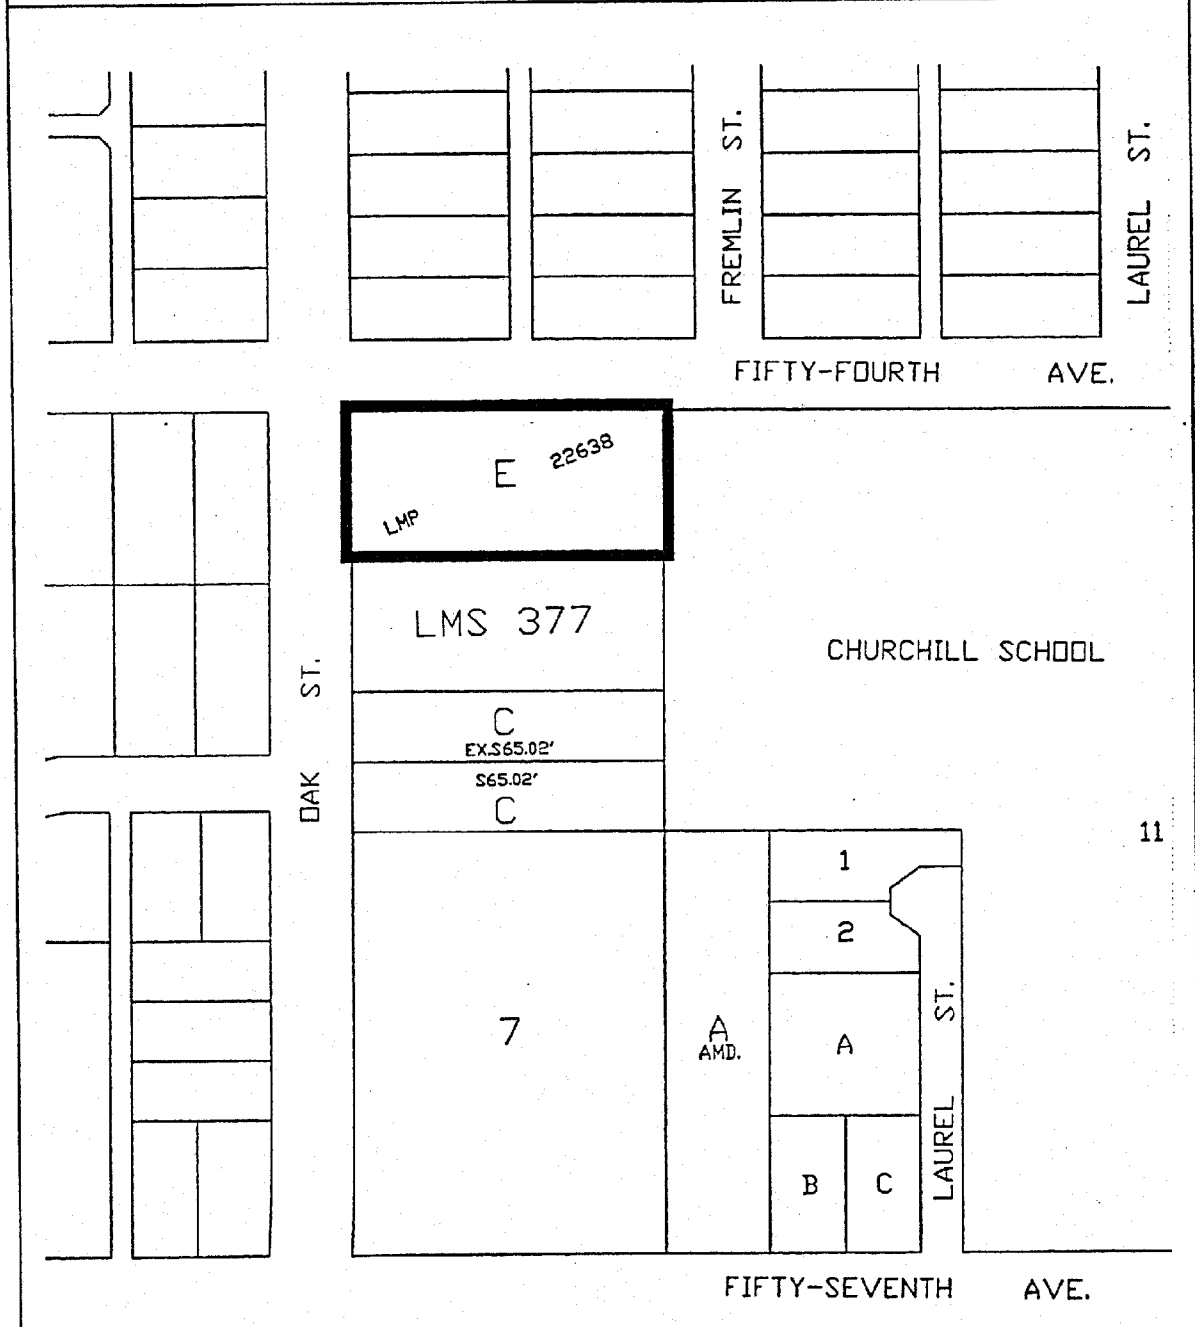 FREMLIN ST.
LAUREL ST.
FIFTY-FOURTH AVE.
E
22638
LMP
LMS 377
CHURCHILL SCHOOL
OAK ST.
C
EX.S65.02'
S65.02'
C
11
1
2
7
A
AMD.
A
LAUREL ST.
B
C
FIFTY-SEVENTH AVE.